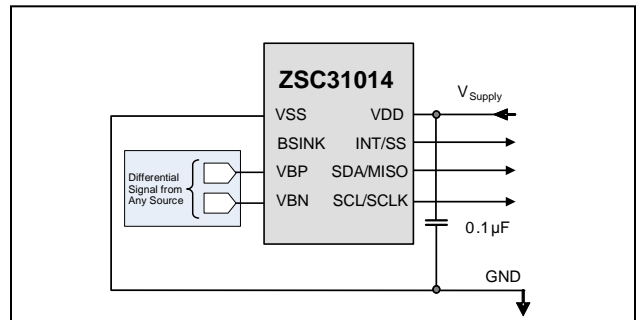 ZSC31014
VSS VDD
BSINK INT/SS
VBP SDA/MISO
VBN SCL/SCLK
Differential
Signal from
Any Source
VSupply
0.1µF
GND